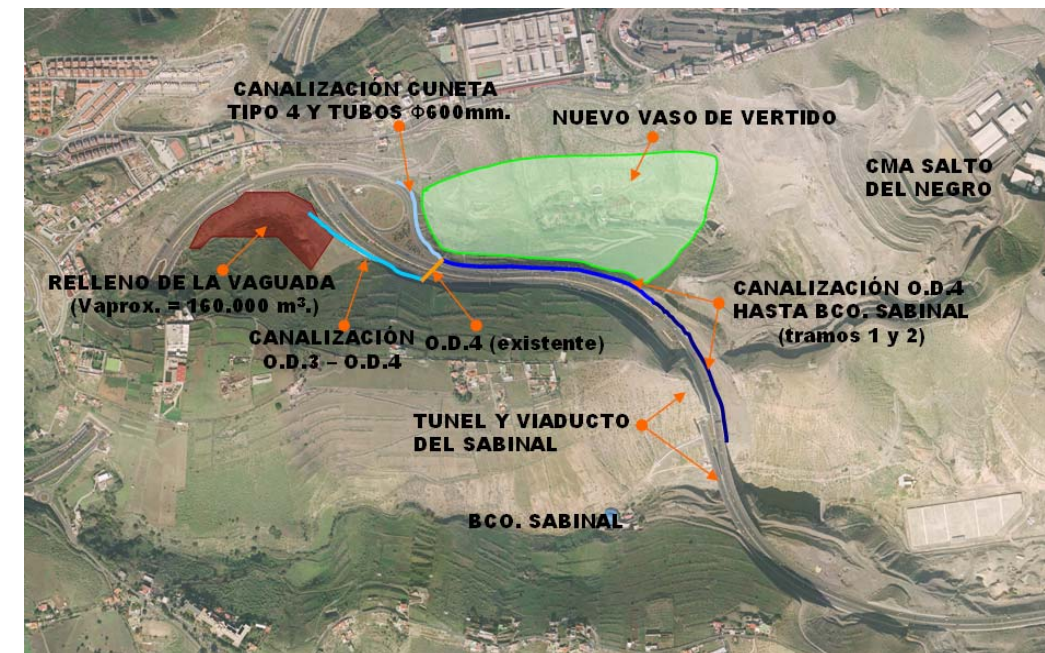 CANALIZACIÓN CUNETA
TIPO 4 Y TUBOS Φ600mm.
NUEVO VASO DE VERTIDO
CMA SALTO
DEL NEGRO
RELLENO DE LA VAGUADA
(Vaprox. = 160.000 m³.)
CANALIZACIÓN
O.D.3 – O.D.4
O.D.4 (existente)
CANALIZACIÓN O.D.4
HASTA BCO. SABINAL
(tramos 1 y 2)
TUNEL Y VIADUCTO
DEL SABINAL
BCO. SABINAL